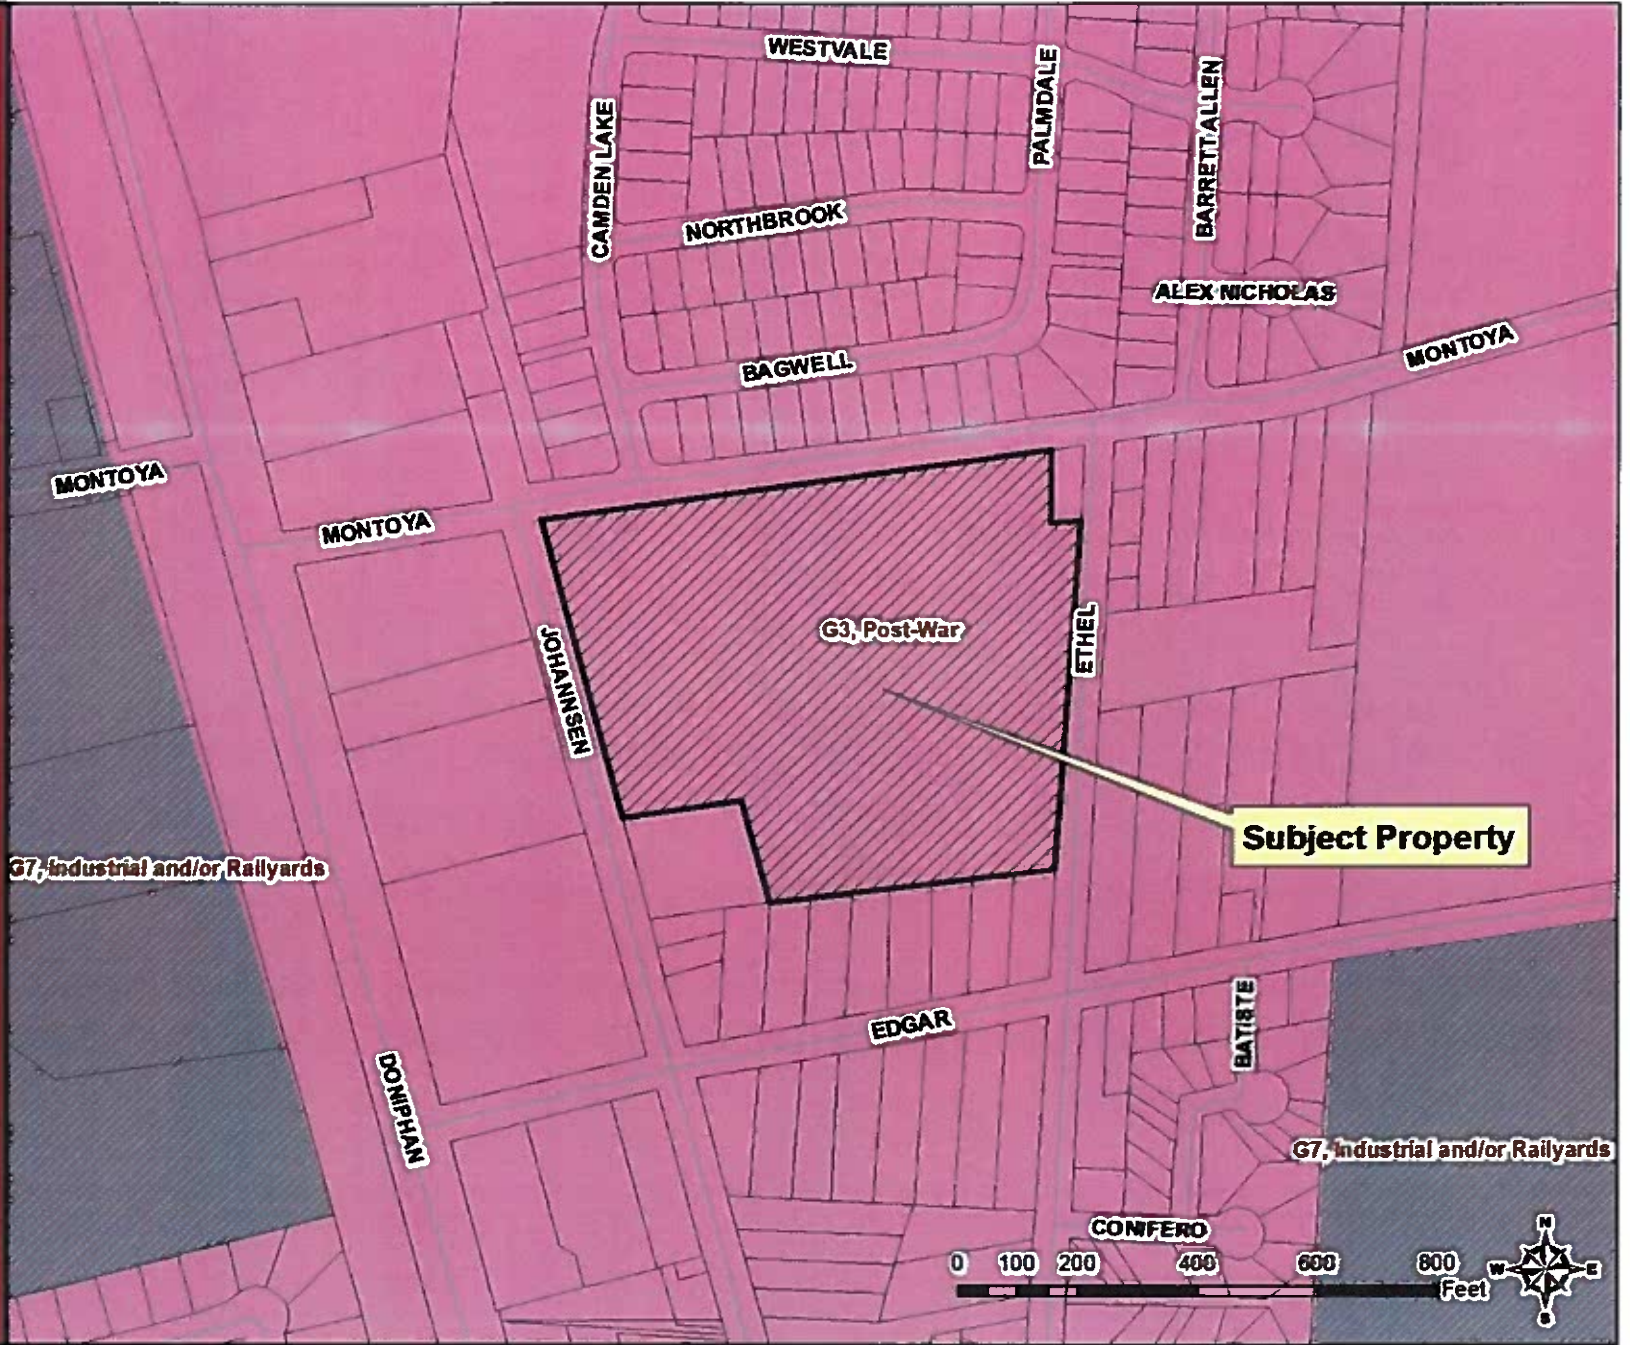 WESTVALE
PALMDALE
BARRETT ALLEN
CAMDEN LAKE
NORTHBROOK
ALEX NICHOLAS
MONTOYA
BAGWELL
MONTOYA
MONTOYA
G3, Post-War
ETHEL
JOHANNSEN
Subject Property
G7, Industrial and/or Railyards
BATISTE
EDGAR
DONIPHAN
G7, Industrial and/or Railyards
CONIFERO
0 100 200 400 600 800
Feet
N
W E
S